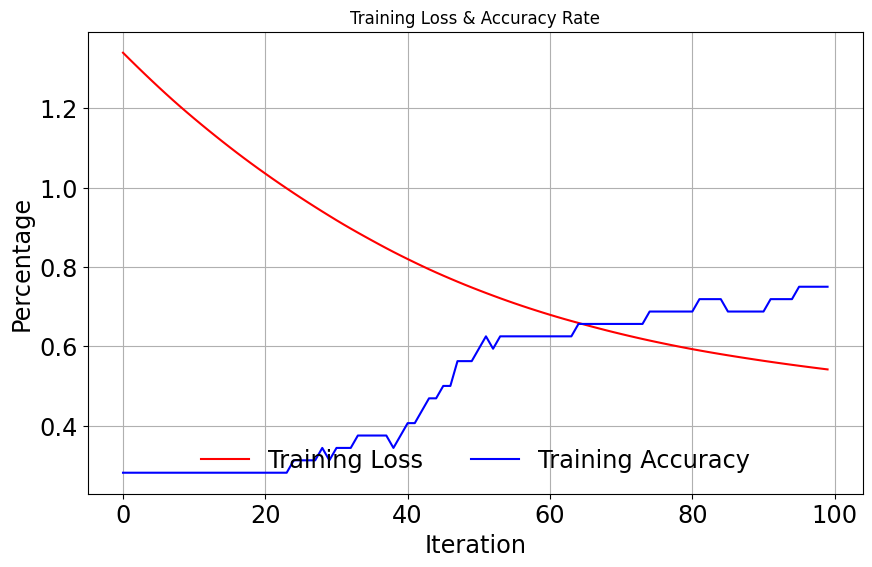 Training Loss & Accuracy Rate
Percentage
1.2
1.0
0.8
0.6
0.4
Training Loss Training Accuracy
0 20 40 60 80 100
Iteration